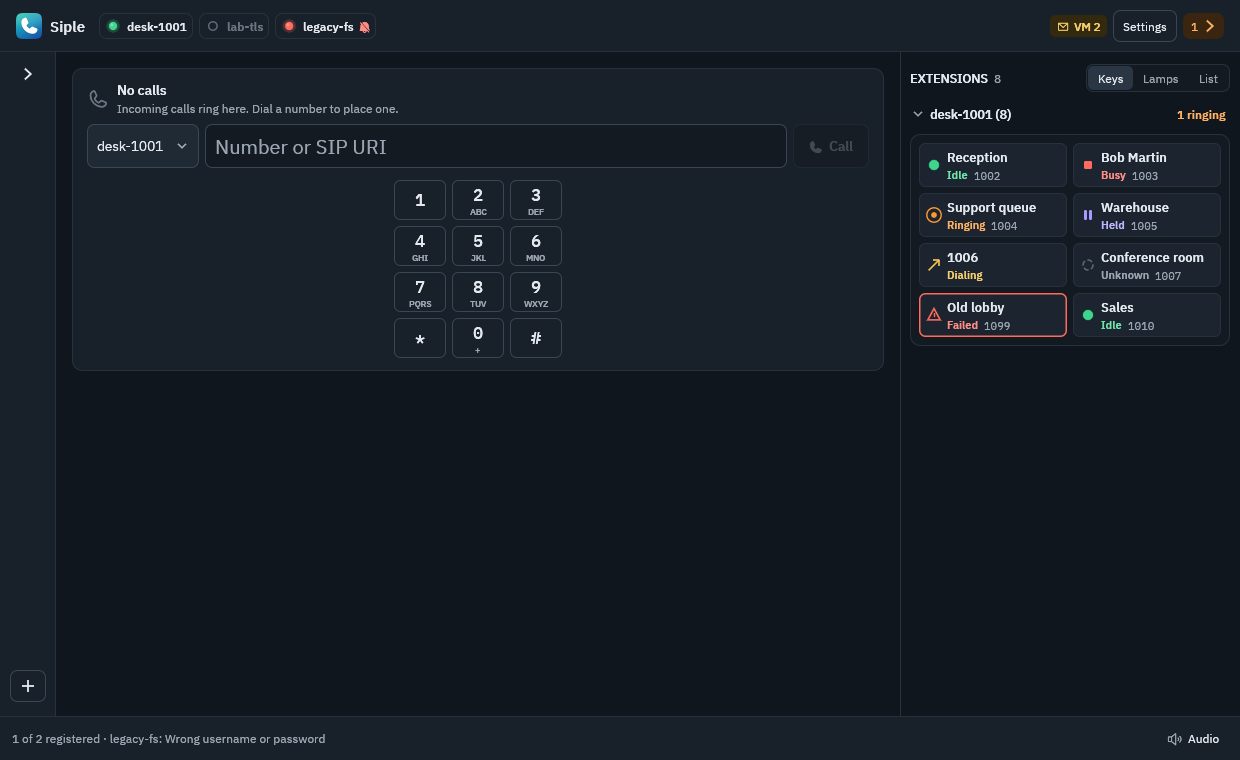 Siple desk-1001 lab-tls legacy-fs VM 2 Settings 1
No calls
Incoming calls ring here. Dial a number to place one.
desk-1001 Number or SIP URI Call
1
2 ABC
3 DEF
4 GHI
5 JKL
6 MNO
7 PQRS
8 TUV
9 WXYZ
*
0 +
#
EXTENSIONS 8 Keys Lamps List
desk-1001 (8) 1 ringing
Reception
Idle 1002
Bob Martin
Busy 1003
Support queue
Ringing 1004
Warehouse
Held 1005
1006
Dialing
Conference room
Unknown 1007
Old lobby
Failed 1099
Sales
Idle 1010
1 of 2 registered · legacy-fs: Wrong username or password Audio